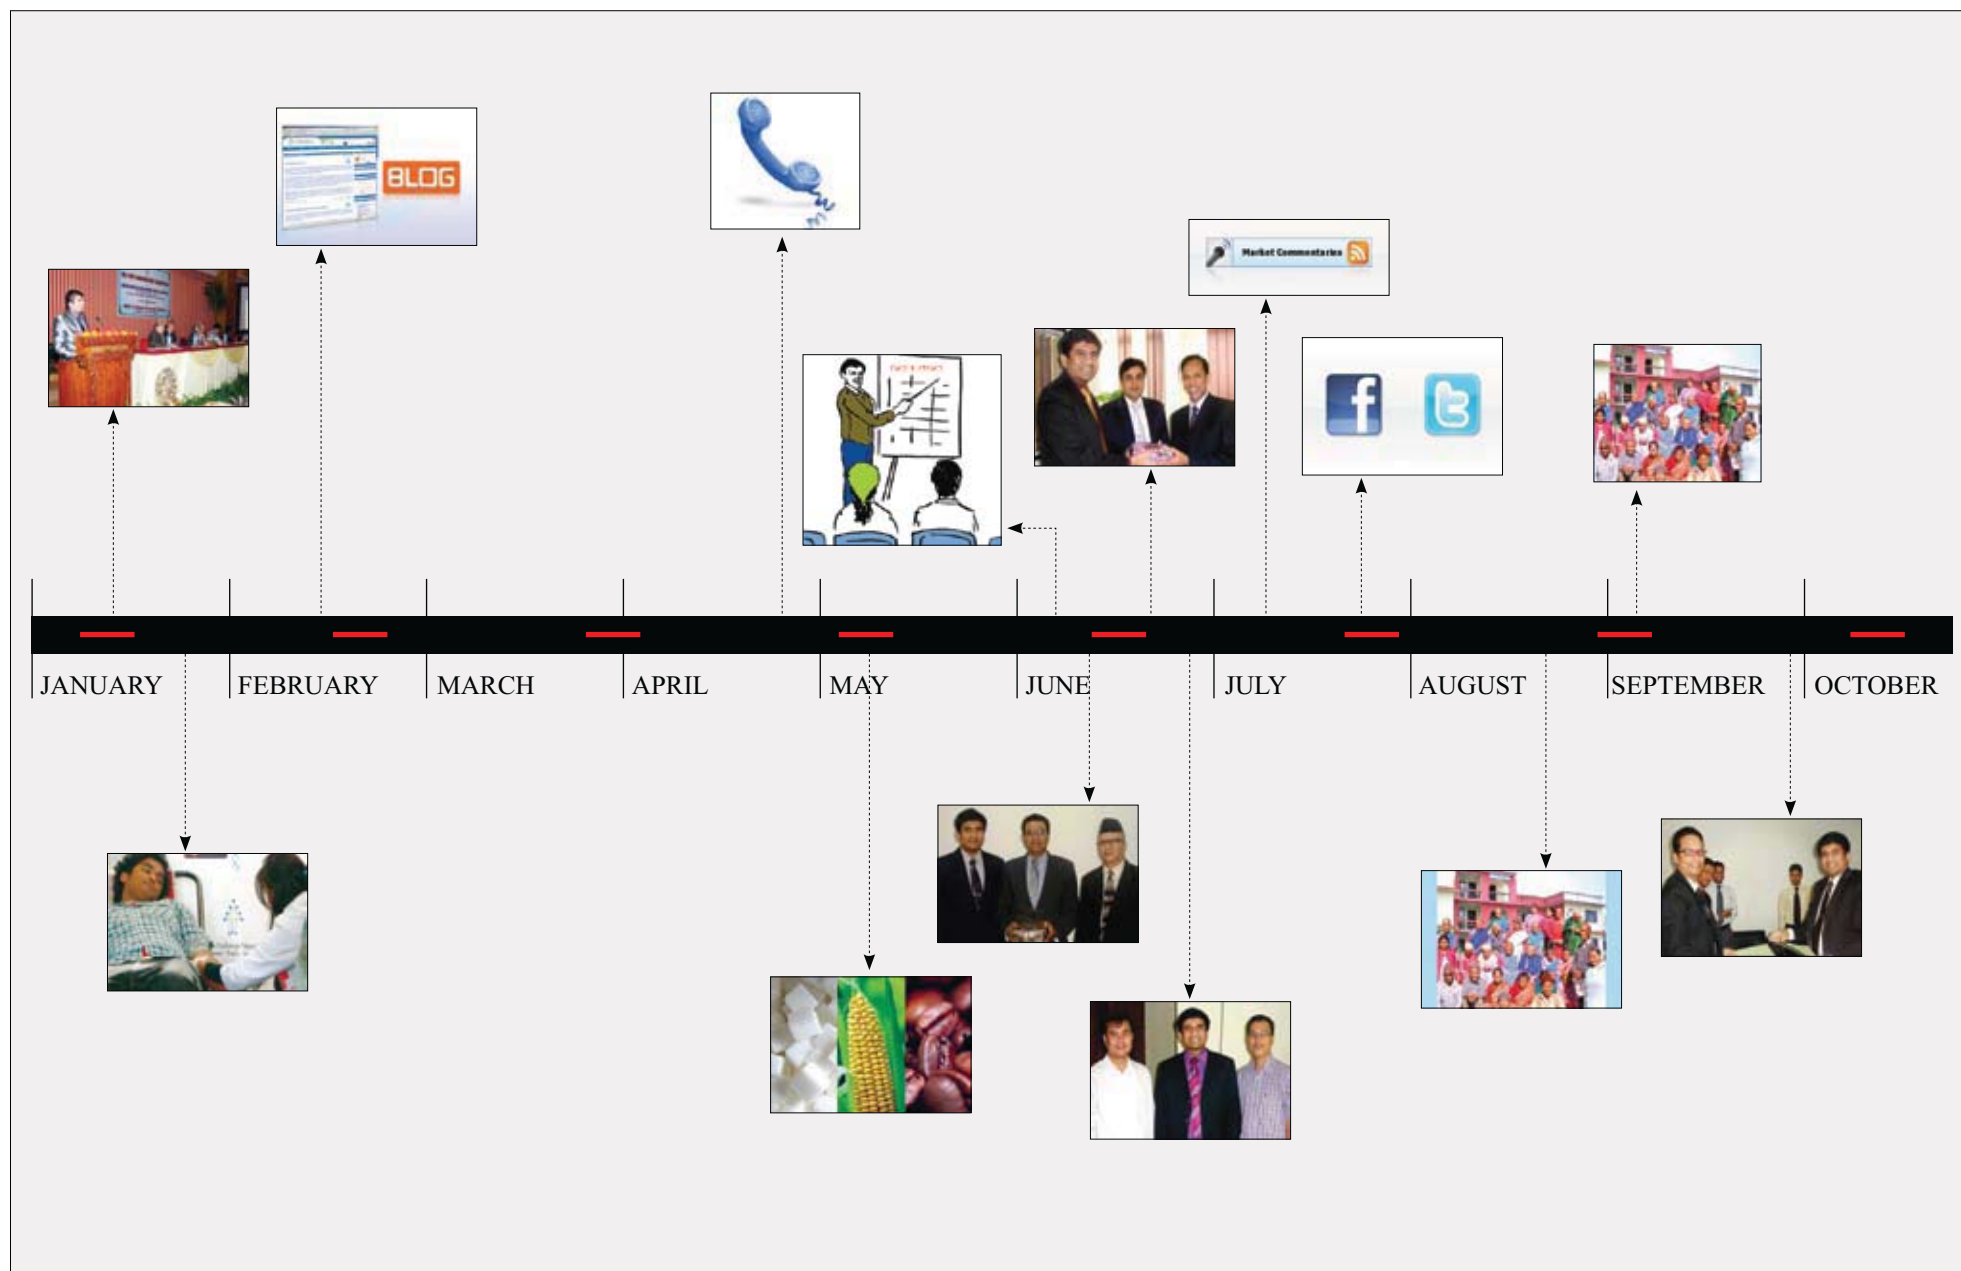 BLOG
Market Commentaries
f
t
JANUARY
FEBRUARY
MARCH
APRIL
MAY
JUNE
JULY
AUGUST
SEPTEMBER
OCTOBER